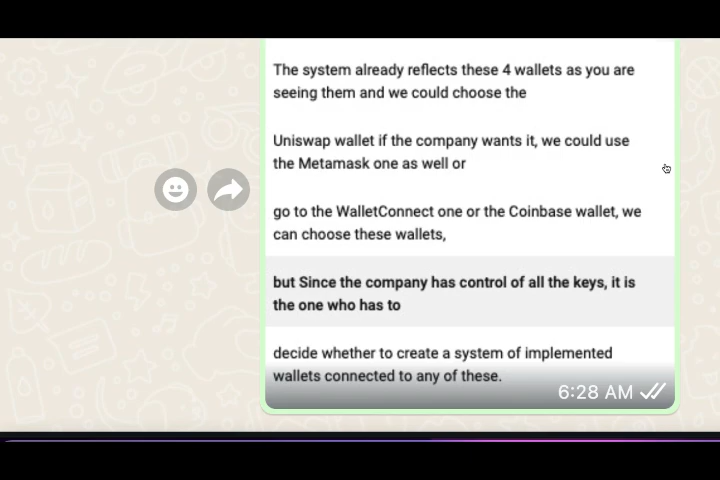 The system already reflects these 4 wallets as you are
seeing them and we could choose the
Uniswap wallet if the company wants it, we could use
the Metamask one as well or
go to the WalletConnect one or the Coinbase wallet, we
can choose these wallets,
but Since the company has control of all the keys, it is
the one who has to
decide whether to create a system of implemented
wallets connected to any of these.
6:28 AM